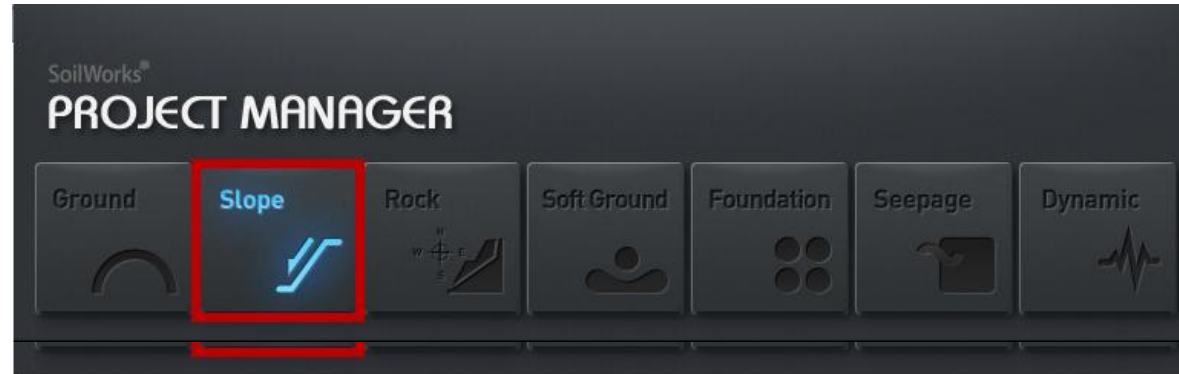 SoilWorks®
PROJECT MANAGER
Ground Slope Rock Soft Ground Foundation Seepage Dynamic
N
W E
S